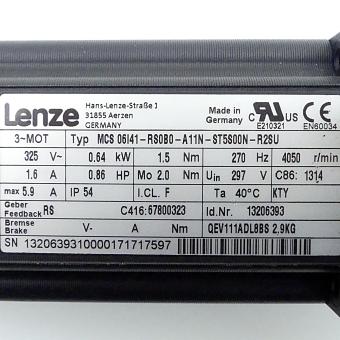 Lenze Hans-Lenze-Straße 1 Made in
31855 Aerzen Germany
GERMANY E210321 EN60034
3~MOT Typ MCS 06I41-RS0B0-A11N-ST5S00N-R2SU
325 V~ 0.64 kW 1.5 Nm 270 Hz 4050 r/min
1.6 A 0.86 HP Mo 2.0 Nm Uin 297 V C86: 1314
max 5.9 A IP 54 I.CL. F Ta 40 °C KTY
Geber
Feedback RS C416:67800323 Id.Nr. 13206393
Bremse
Brake V- A Nm QEV111ADLBBS 2.9KG
SN 1320639310000171717597